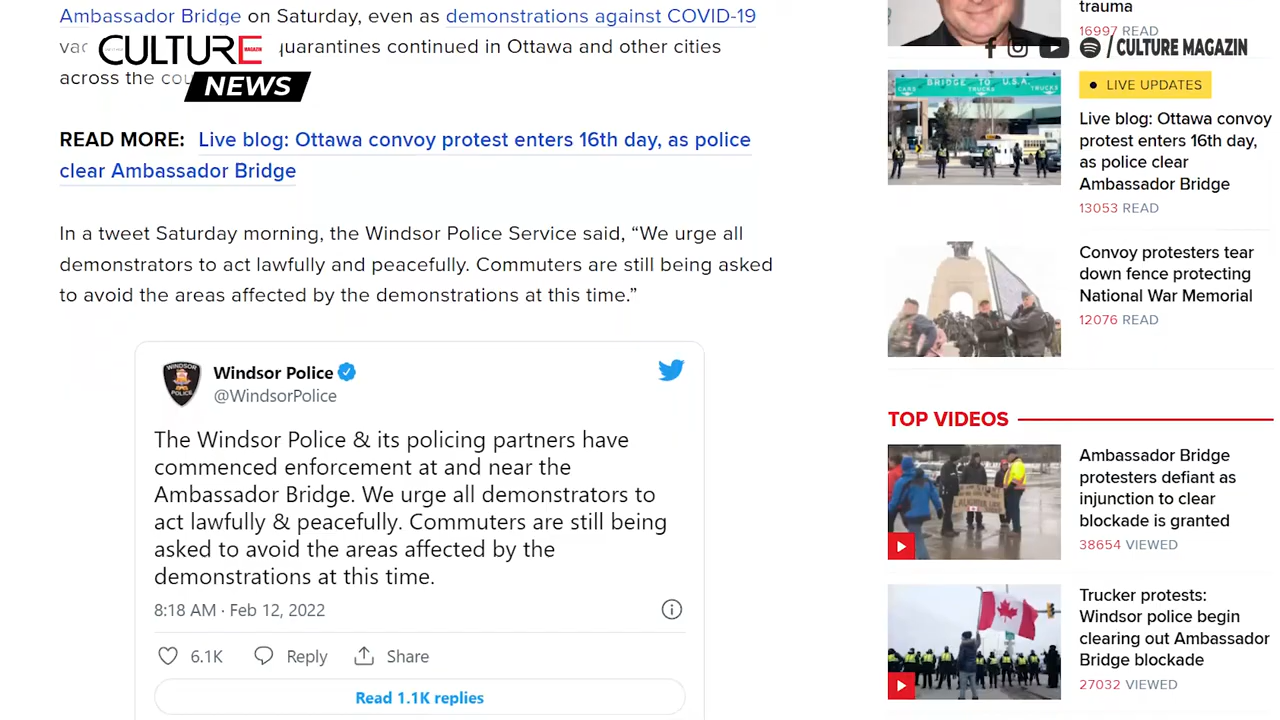 Ambassador Bridge on Saturday, even as demonstrations against COVID-19
quarantines continued in Ottawa and other cities
across the
CULTURE
MAGAZIN
NEWS
READ MORE: Live blog: Ottawa convoy protest enters 16th day, as police
clear Ambassador Bridge
In a tweet Saturday morning, the Windsor Police Service said, “We urge all
demonstrators to act lawfully and peacefully. Commuters are still being asked
to avoid the areas affected by the demonstrations at this time.”
WINDSOR
POLICE
Windsor Police
@WindsorPolice
The Windsor Police & its policing partners have
commenced enforcement at and near the
Ambassador Bridge. We urge all demonstrators to
act lawfully & peacefully. Commuters are still being
asked to avoid the areas affected by the
demonstrations at this time.
8:18 AM · Feb 12, 2022
6.1K Reply Share
Read 1.1K replies
trauma
16997 READ
/ CULTURE MAGAZIN
BRIDGE TO U.S.A.
CARS TRUCKS TRUCKS
LIVE UPDATES
Live blog: Ottawa convoy
protest enters 16th day,
as police clear
Ambassador Bridge
13053 READ
Convoy protesters tear
down fence protecting
National War Memorial
12076 READ
TOP VIDEOS
Ambassador Bridge
protesters defiant as
injunction to clear
blockade is granted
38654 VIEWED
Trucker protests:
Windsor police begin
clearing out Ambassador
Bridge blockade
27032 VIEWED